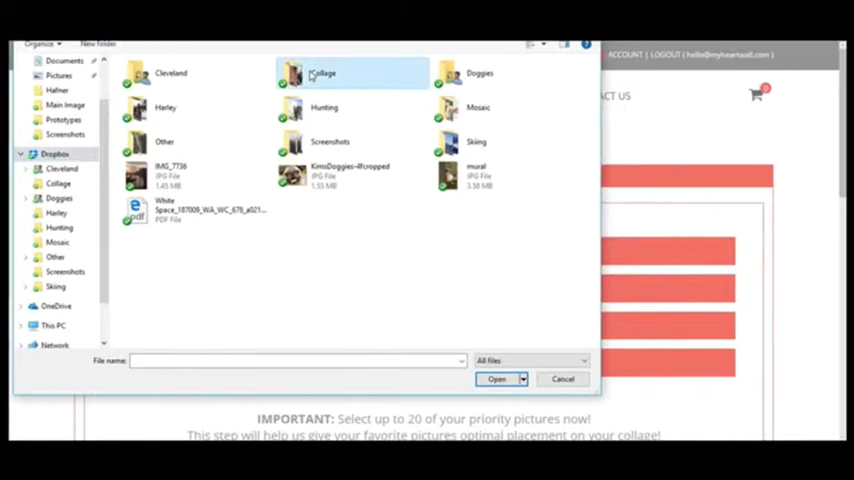 Organize New folder
ACCOUNT | LOGOUT ( hello@myheartswall.com )
Documents
Pictures
Hafner
Main Image
Prototypes
Screenshots
Dropbox
Cleveland
Collage
Doggies
Harley
Hunting
Mosaic
Other
Screenshots
Skiing
OneDrive
This PC
Network
Cleveland
Collage
Doggies
Harley
Hunting
Mosaic
Other
Screenshots
Skiing
IMG_7736
JPG File
1.45 MB
KimsDoggies-4fcropped
JPG File
1.55 MB
mural
JPG File
3.58 MB
White
Space_187009_WA_WC_678_a021...
PDF File
CT US
0
File name:
All files
Open
Cancel
IMPORTANT: Select up to 20 of your priority pictures now!
This step will help us give your favorite pictures optimal placement on your collage!